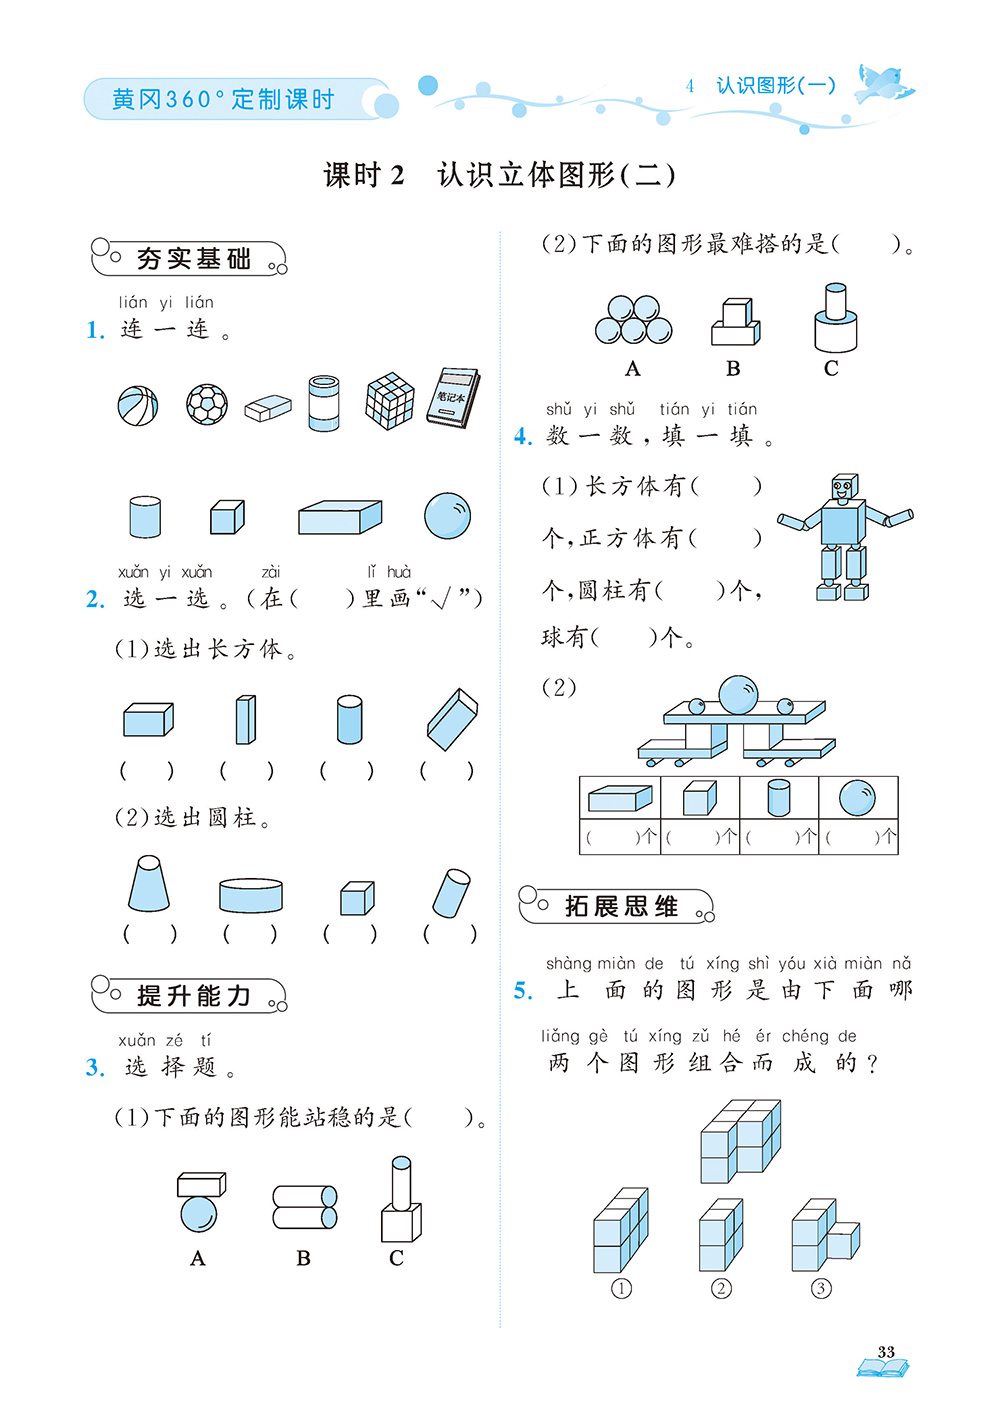 黄冈360°定制课时
4 认识图形(一)
课时2 认识立体图形(二)
夯实基础
lián yi lián
1. 连一连。
笔记本
xuǎn yi xuǎn zài lǐ huà
2. 选一选。(在( )里画“√”)
(1)选出长方体。
( ) ( ) ( ) ( )
(2)选出圆柱。
( ) ( ) ( ) ( )
提升能力
xuǎn zé tí
3. 选择题。
(1)下面的图形能站稳的是( )。
A B C
(2)下面的图形最难搭的是( )。
A B C
shǔ yi shǔ tián yi tián
4. 数一数,填一填。
(1)长方体有( )
个,正方体有( )
个,圆柱有( )个,
球有( )个。
(2)
( )个 ( )个 ( )个 ( )个
拓展思维
shàng miàn de tú xíng shì yóu xià miàn nǎ
5. 上面的图形是由下面哪
liǎng gè tú xíng zǔ hé ér chéng de
两个图形组合而成的?
① ② ③
33